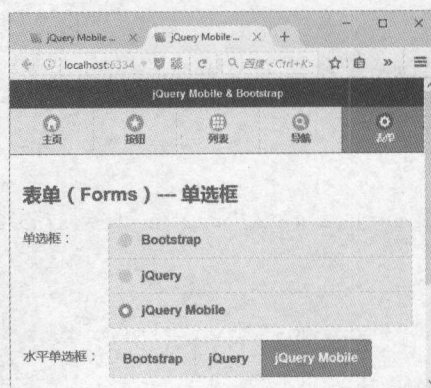 jQuery Mobile ... × jQuery Mobile ... × +
localhost:6334 百度 <Ctrl+K>
jQuery Mobile & Bootstrap
主页 按钮 列表 导航 表单
表单（Forms）--- 单选框
单选框： Bootstrap
jQuery
jQuery Mobile
水平单选框： Bootstrap jQuery jQuery Mobile